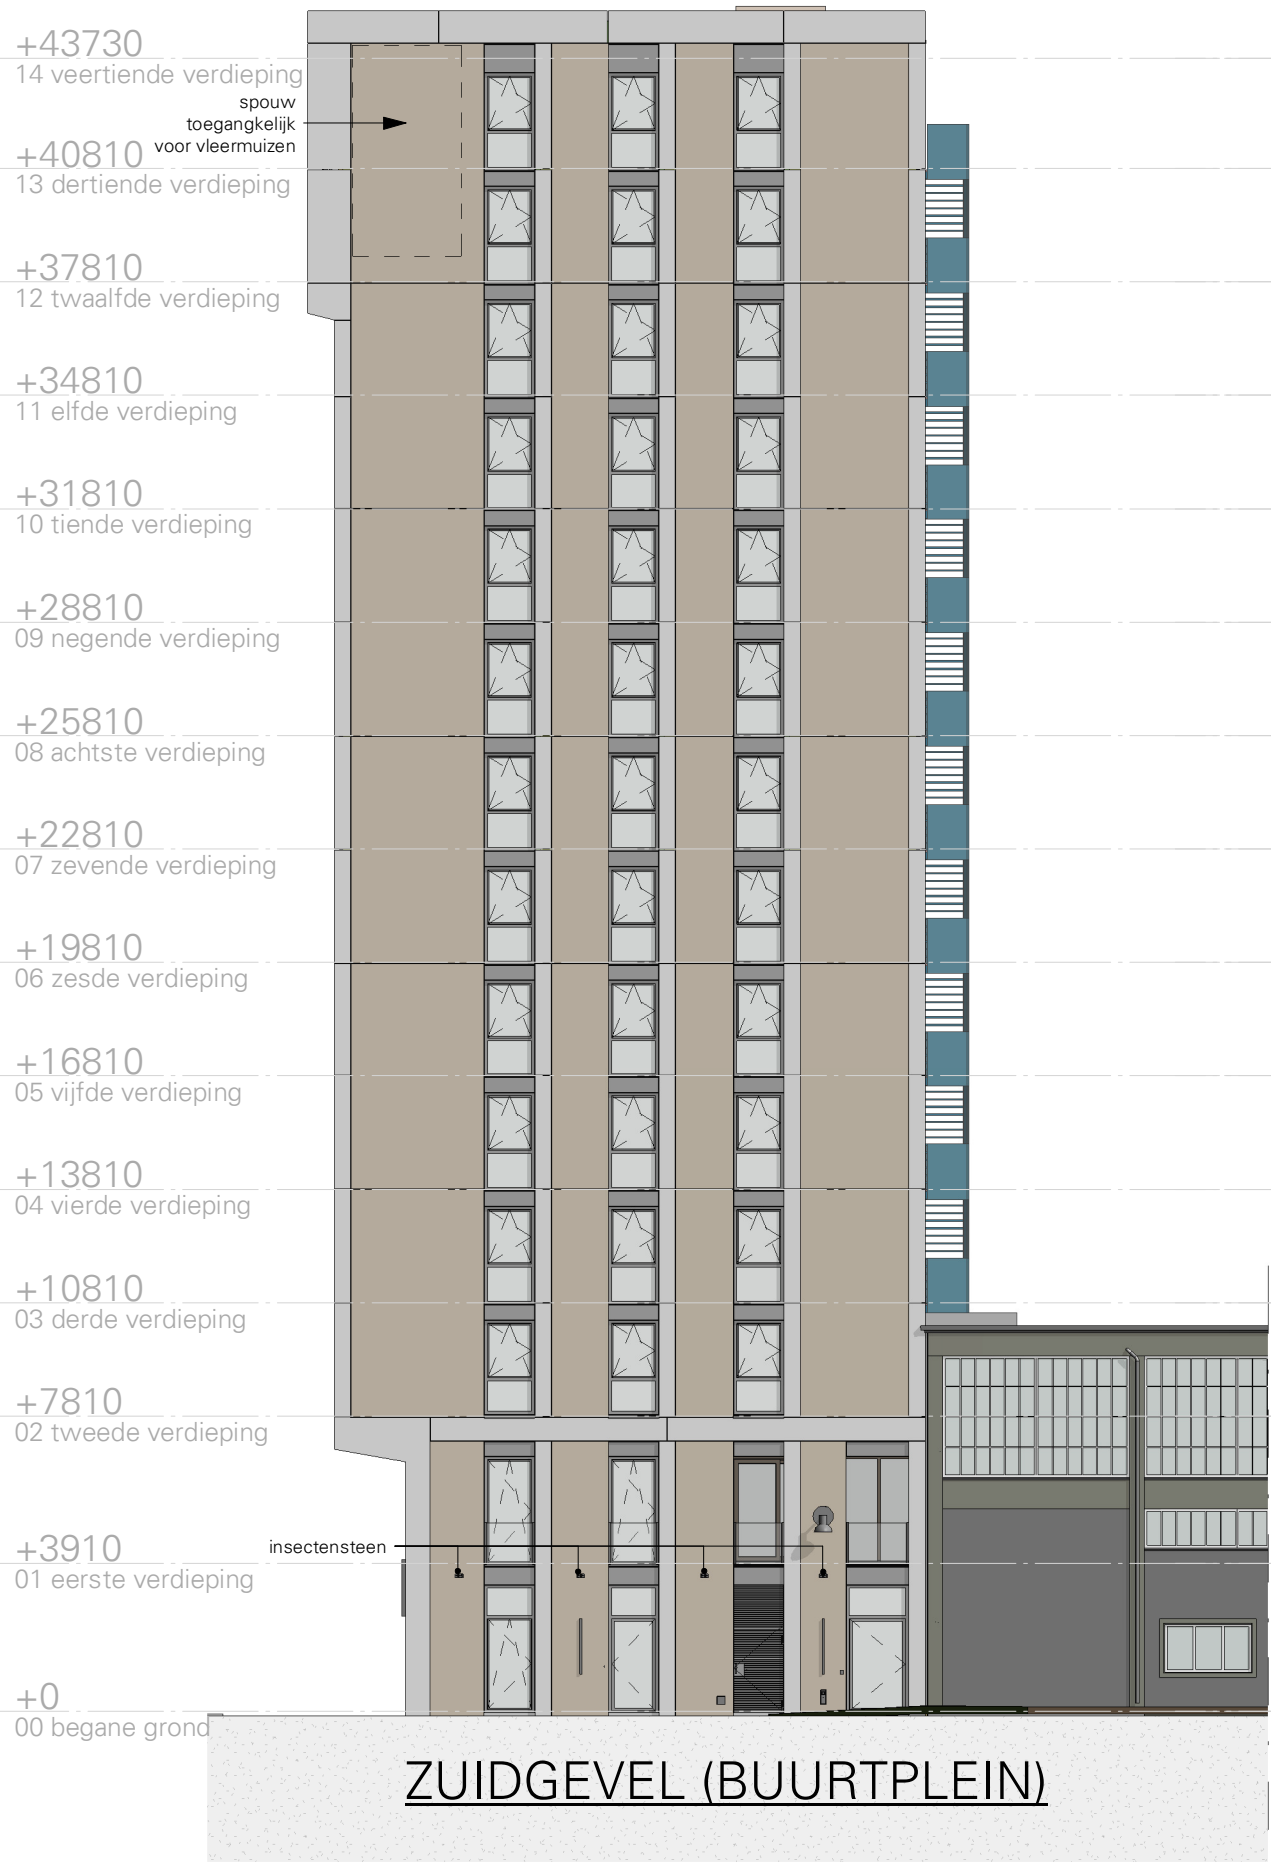 +43730
14 veertiende verdieping
spouw
toegangkelijk
voor vleermuizen
+40810
13 dertiende verdieping
+37810
12 twaalfde verdieping
+34810
11 elfde verdieping
+31810
10 tiende verdieping
+28810
09 negende verdieping
+25810
08 achtste verdieping
+22810
07 zevende verdieping
+19810
06 zesde verdieping
+16810
05 vijfde verdieping
+13810
04 vierde verdieping
+10810
03 derde verdieping
+7810
02 tweede verdieping
insectensteen
+3910
01 eerste verdieping
+0
00 begane grond
ZUIDGEVEL (BUURTPLEIN)